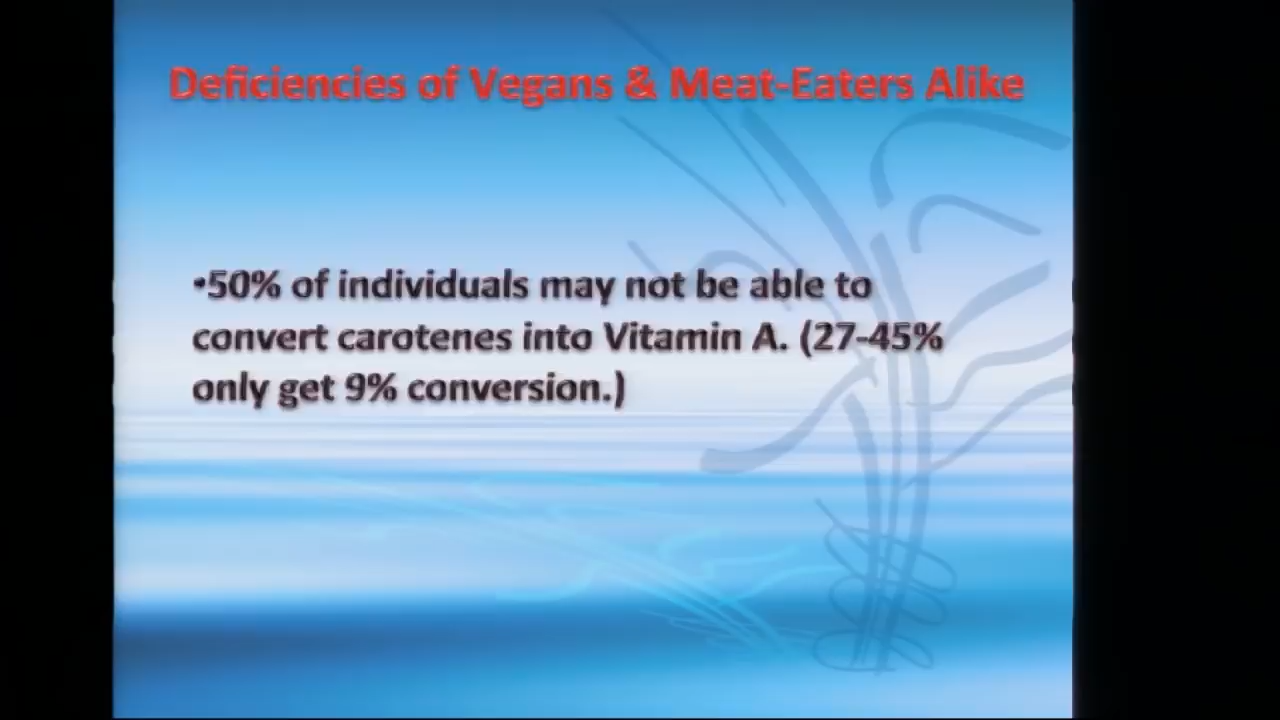 Deficiencies of Vegans & Meat-Eaters Alike
•50% of individuals may not be able to
convert carotenes into Vitamin A. (27-45%
only get 9% conversion.)